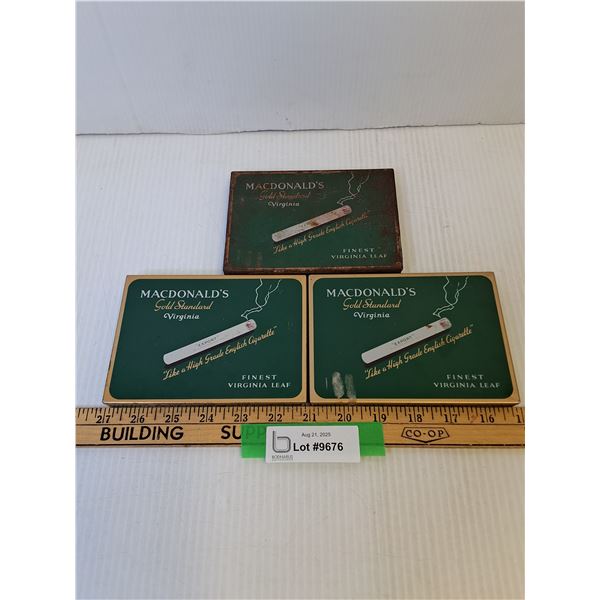 MACDONALD'S
Gold Standard
Virginia
"Like a High Grade English Cigarette"
FINEST
VIRGINIA LEAF
MACDONALD'S
Gold Standard
Virginia
"EXPORT"
"Like a High Grade English Cigarette"
FINEST
VIRGINIA LEAF
MACDONALD'S
Gold Standard
Virginia
"EXPORT"
"Like a High Grade English Cigarette"
FINEST
VIRGINIA LEAF
27 26 25 24 23 22 21 20 19 18 17 16
BUILDING SUPP
CO-OP
Aug 21, 2025
Lot #9676
BODNARUS